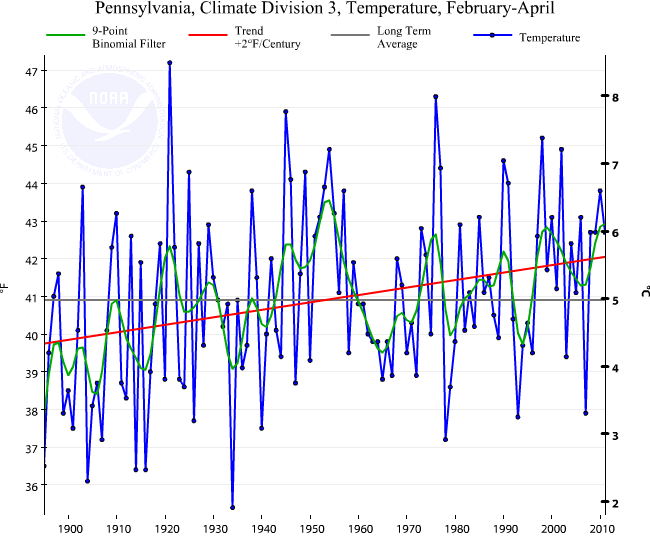 Pennsylvania, Climate Division 3, Temperature, February-April
9-Point
Binomial Filter
Trend
+2°F/Century
Long Term
Average
Temperature
NOAA
47
46
45
44
43
42
41
40
39
38
37
36
°F
8
7
6
5
4
3
2
°C
1900 1910 1920 1930 1940 1950 1960 1970 1980 1990 2000 2010